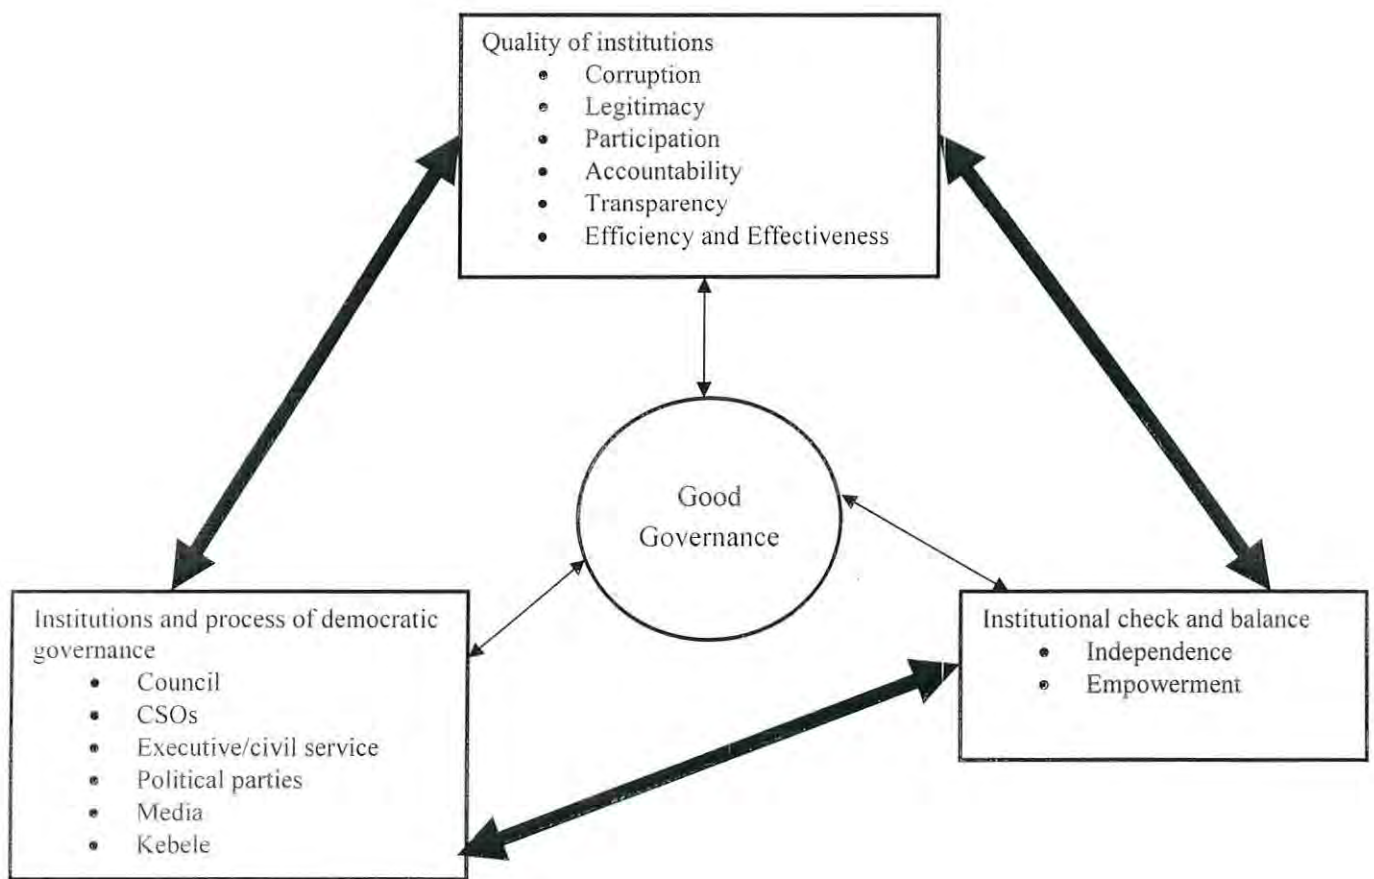 Quality of institutions
• Corruption
• Legitimacy
• Participation
• Accountability
• Transparency
• Efficiency and Effectiveness
Good
Governance
Institutions and process of democratic
governance
• Council
• CSOs
• Executive/civil service
• Political parties
• Media
• Kebele
Institutional check and balance
• Independence
• Empowerment